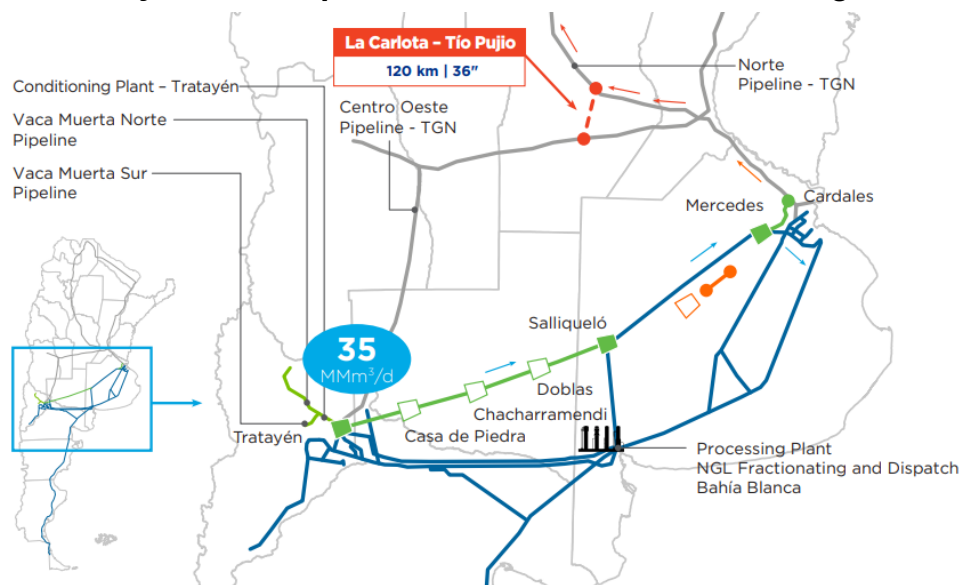 La Carlota – Tío Pujio
120 km | 36"
Norte
Pipeline - TGN
Conditioning Plant – Tratayén
Centro Oeste
Pipeline - TGN
Vaca Muerta Norte
Pipeline
Vaca Muerta Sur
Pipeline
Mercedes
Cardales
Salliqueló
35
MMm³/d
Doblas
Chacharramendi
Casa de Piedra
Tratayén
Processing Plant
NGL Fractionating and Dispatch
Bahía Blanca